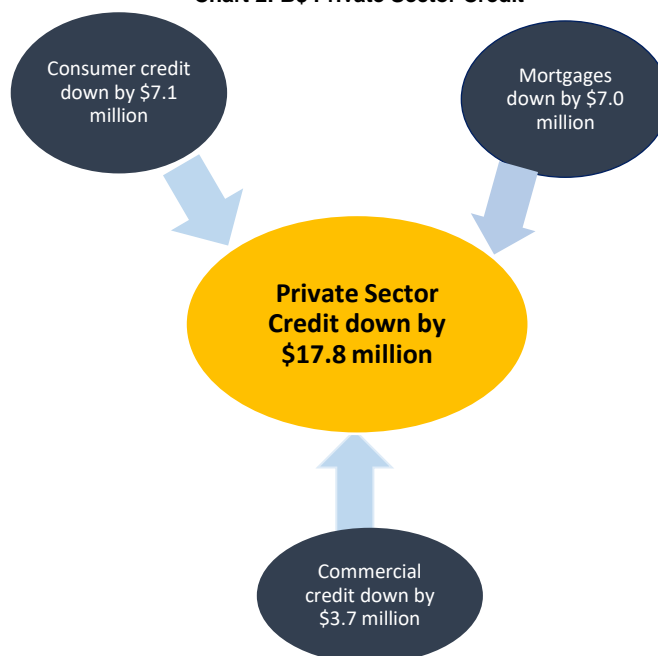 Consumer credit
down by $7.1
million
Mortgages
down by $7.0
million
Private Sector
Credit down by
$17.8 million
Commercial
credit down by
$3.7 million